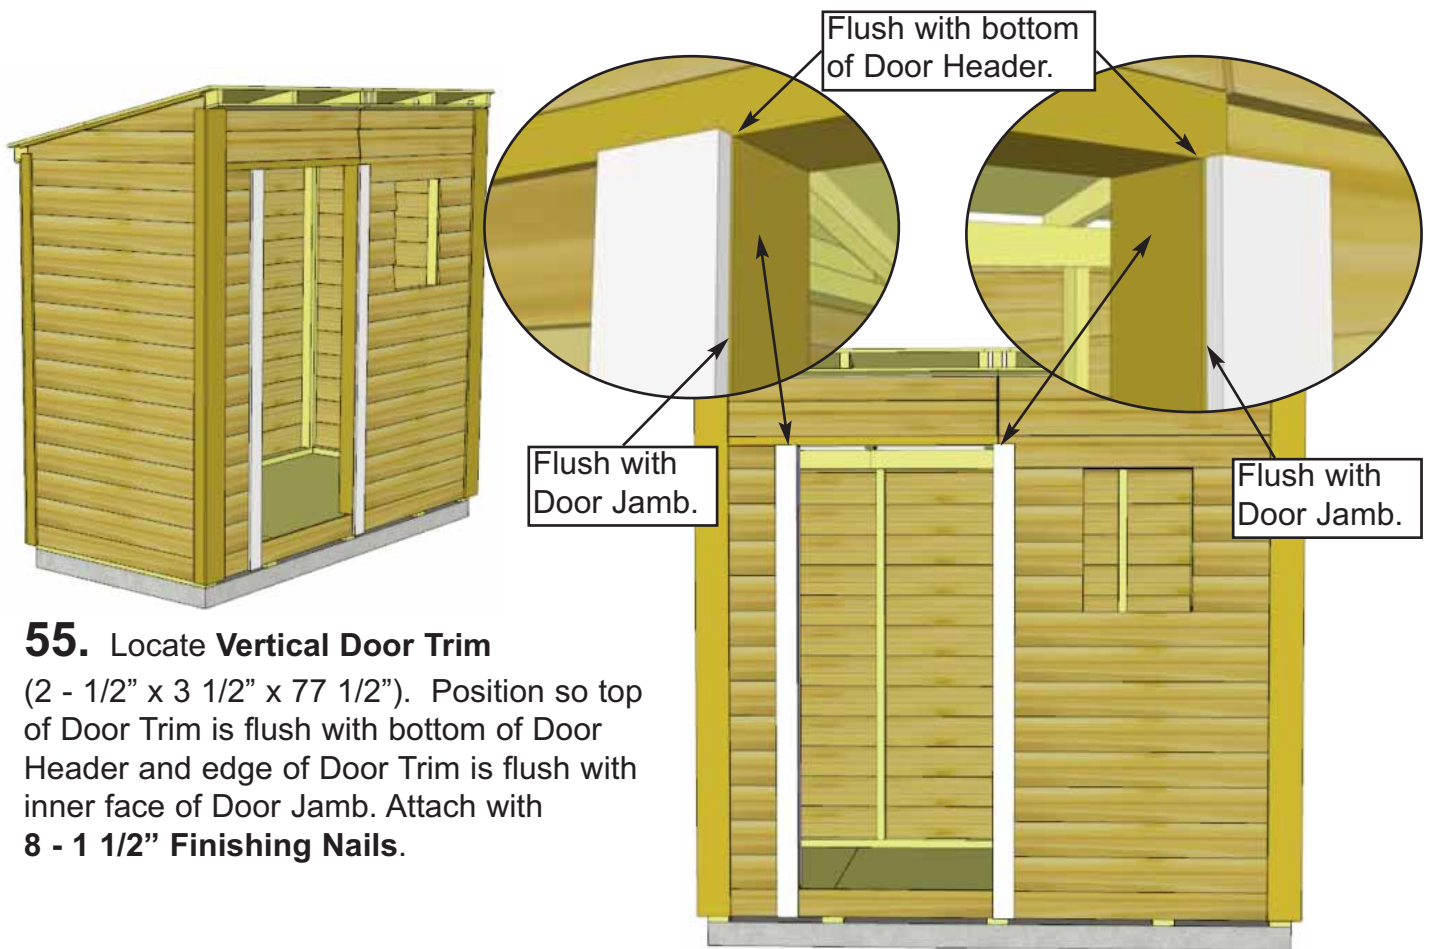 Flush with bottom
of Door Header.
Flush with
Door Jamb.
Flush with
Door Jamb.
55. Locate Vertical Door Trim
(2 - 1/2” x 3 1/2” x 77 1/2”). Position so top
of Door Trim is flush with bottom of Door
Header and edge of Door Trim is flush with
inner face of Door Jamb. Attach with
8 - 1 1/2” Finishing Nails.